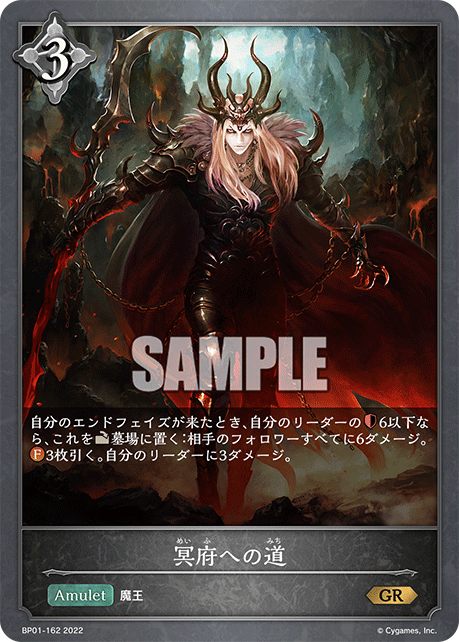 3
SAMPLE
自分のエンドフェイズが来たとき、自分のリーダーの6以下な
ら、これを墓場に置く：相手のフォロワーすべてに6ダメージ。
F 3枚引く。自分のリーダーに3ダメージ。
めいふ みち
冥府への道
Amulet 魔王 GR
BP01-162 2022 © Cygames, Inc.